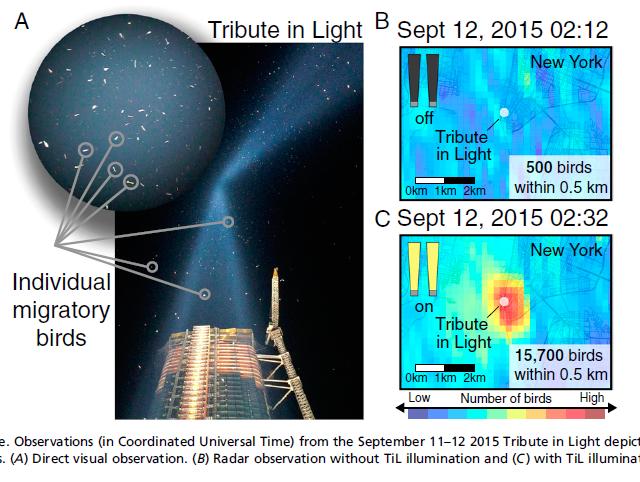 A
Tribute in Light
Individual
migratory
birds
B
Sept 12, 2015 02:12
New York
off
Tribute
in Light
500 birds
within 0.5 km
0km 1km 2km
C
Sept 12, 2015 02:32
New York
on
Tribute
in Light
15,700 birds
within 0.5 km
0km 1km 2km
Low Number of birds High
e. Observations (in Coordinated Universal Time) from the September 11–12 2015 Tribute in Light depict
s. (A) Direct visual observation. (B) Radar observation without TiL illumination and (C) with TiL illuminat